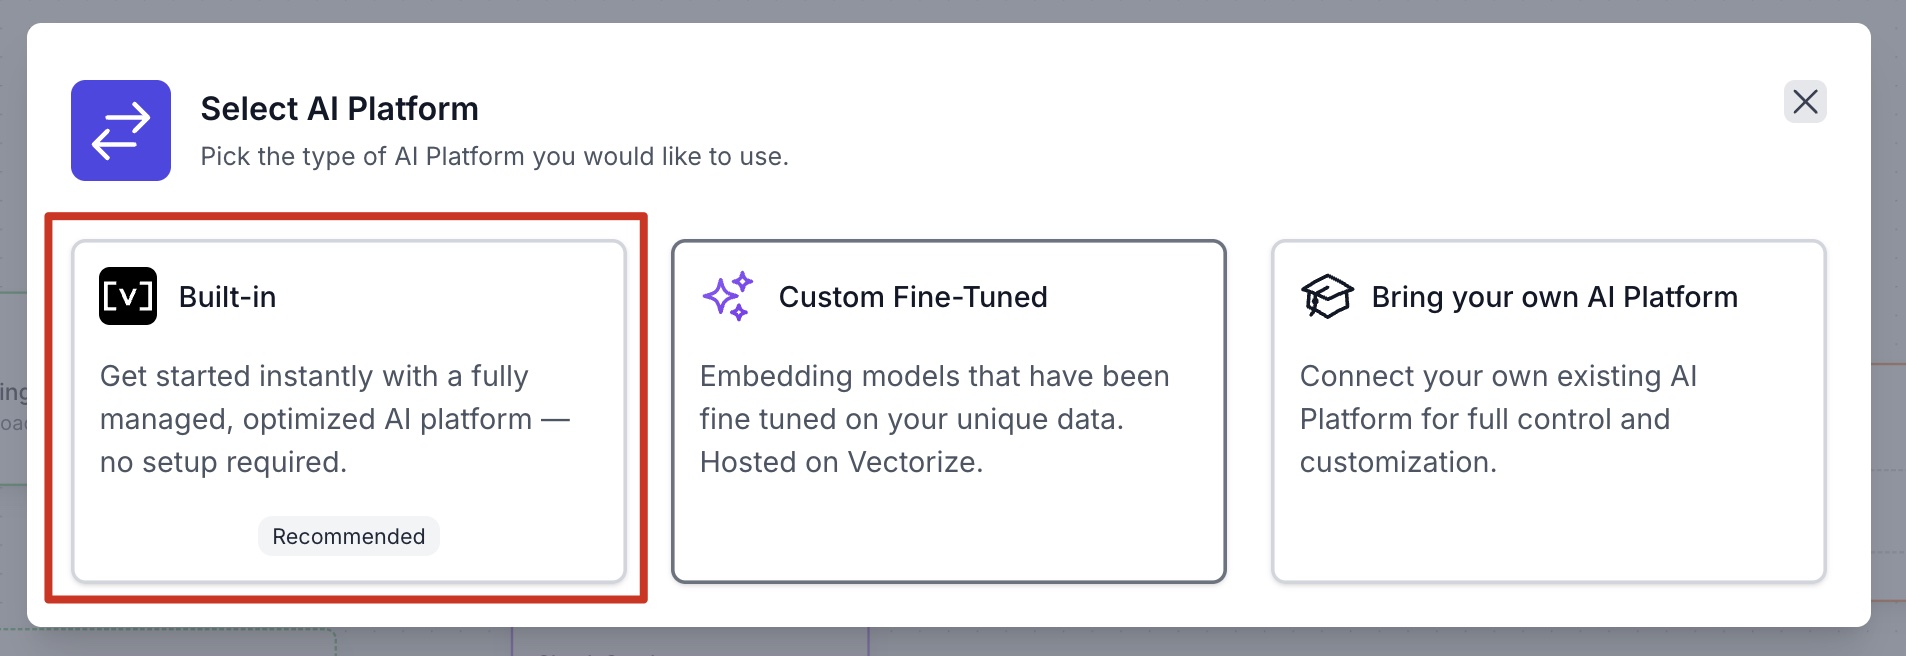 Select AI Platform
Pick the type of AI Platform you would like to use.
[V] Built-in
Get started instantly with a fully
managed, optimized AI platform —
no setup required.
Recommended
Custom Fine-Tuned
Embedding models that have been
fine tuned on your unique data.
Hosted on Vectorize.
Bring your own AI Platform
Connect your own existing AI
Platform for full control and
customization.